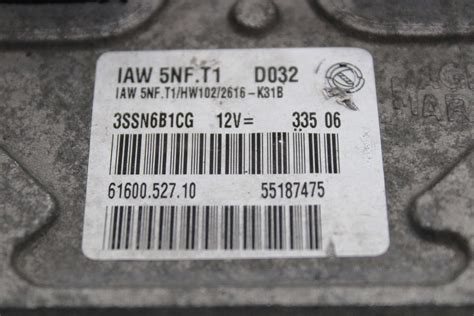 IAW 5NF.T1 D032
IAW 5NF.T1/HW102/2616-K31B
3SSN6B1CG 12V= 335 06
61600.527.10 55187475